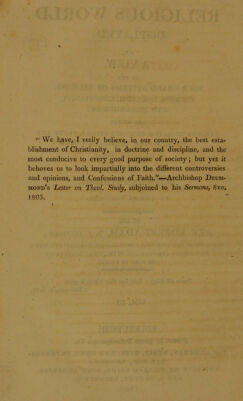 " We have, I verily believe, in our country, the best esta-
blishment of Christianity, in doctrine and discipline, and the
most conducive to every good purpose of society; but yet it
behoves us to look impartially into the different controversies
and opinions, and Confessions of Faith."—Archbishop Drum-
mond's Letter on Theol. Study, subjoined to his Sermons, 8vo,
1803.